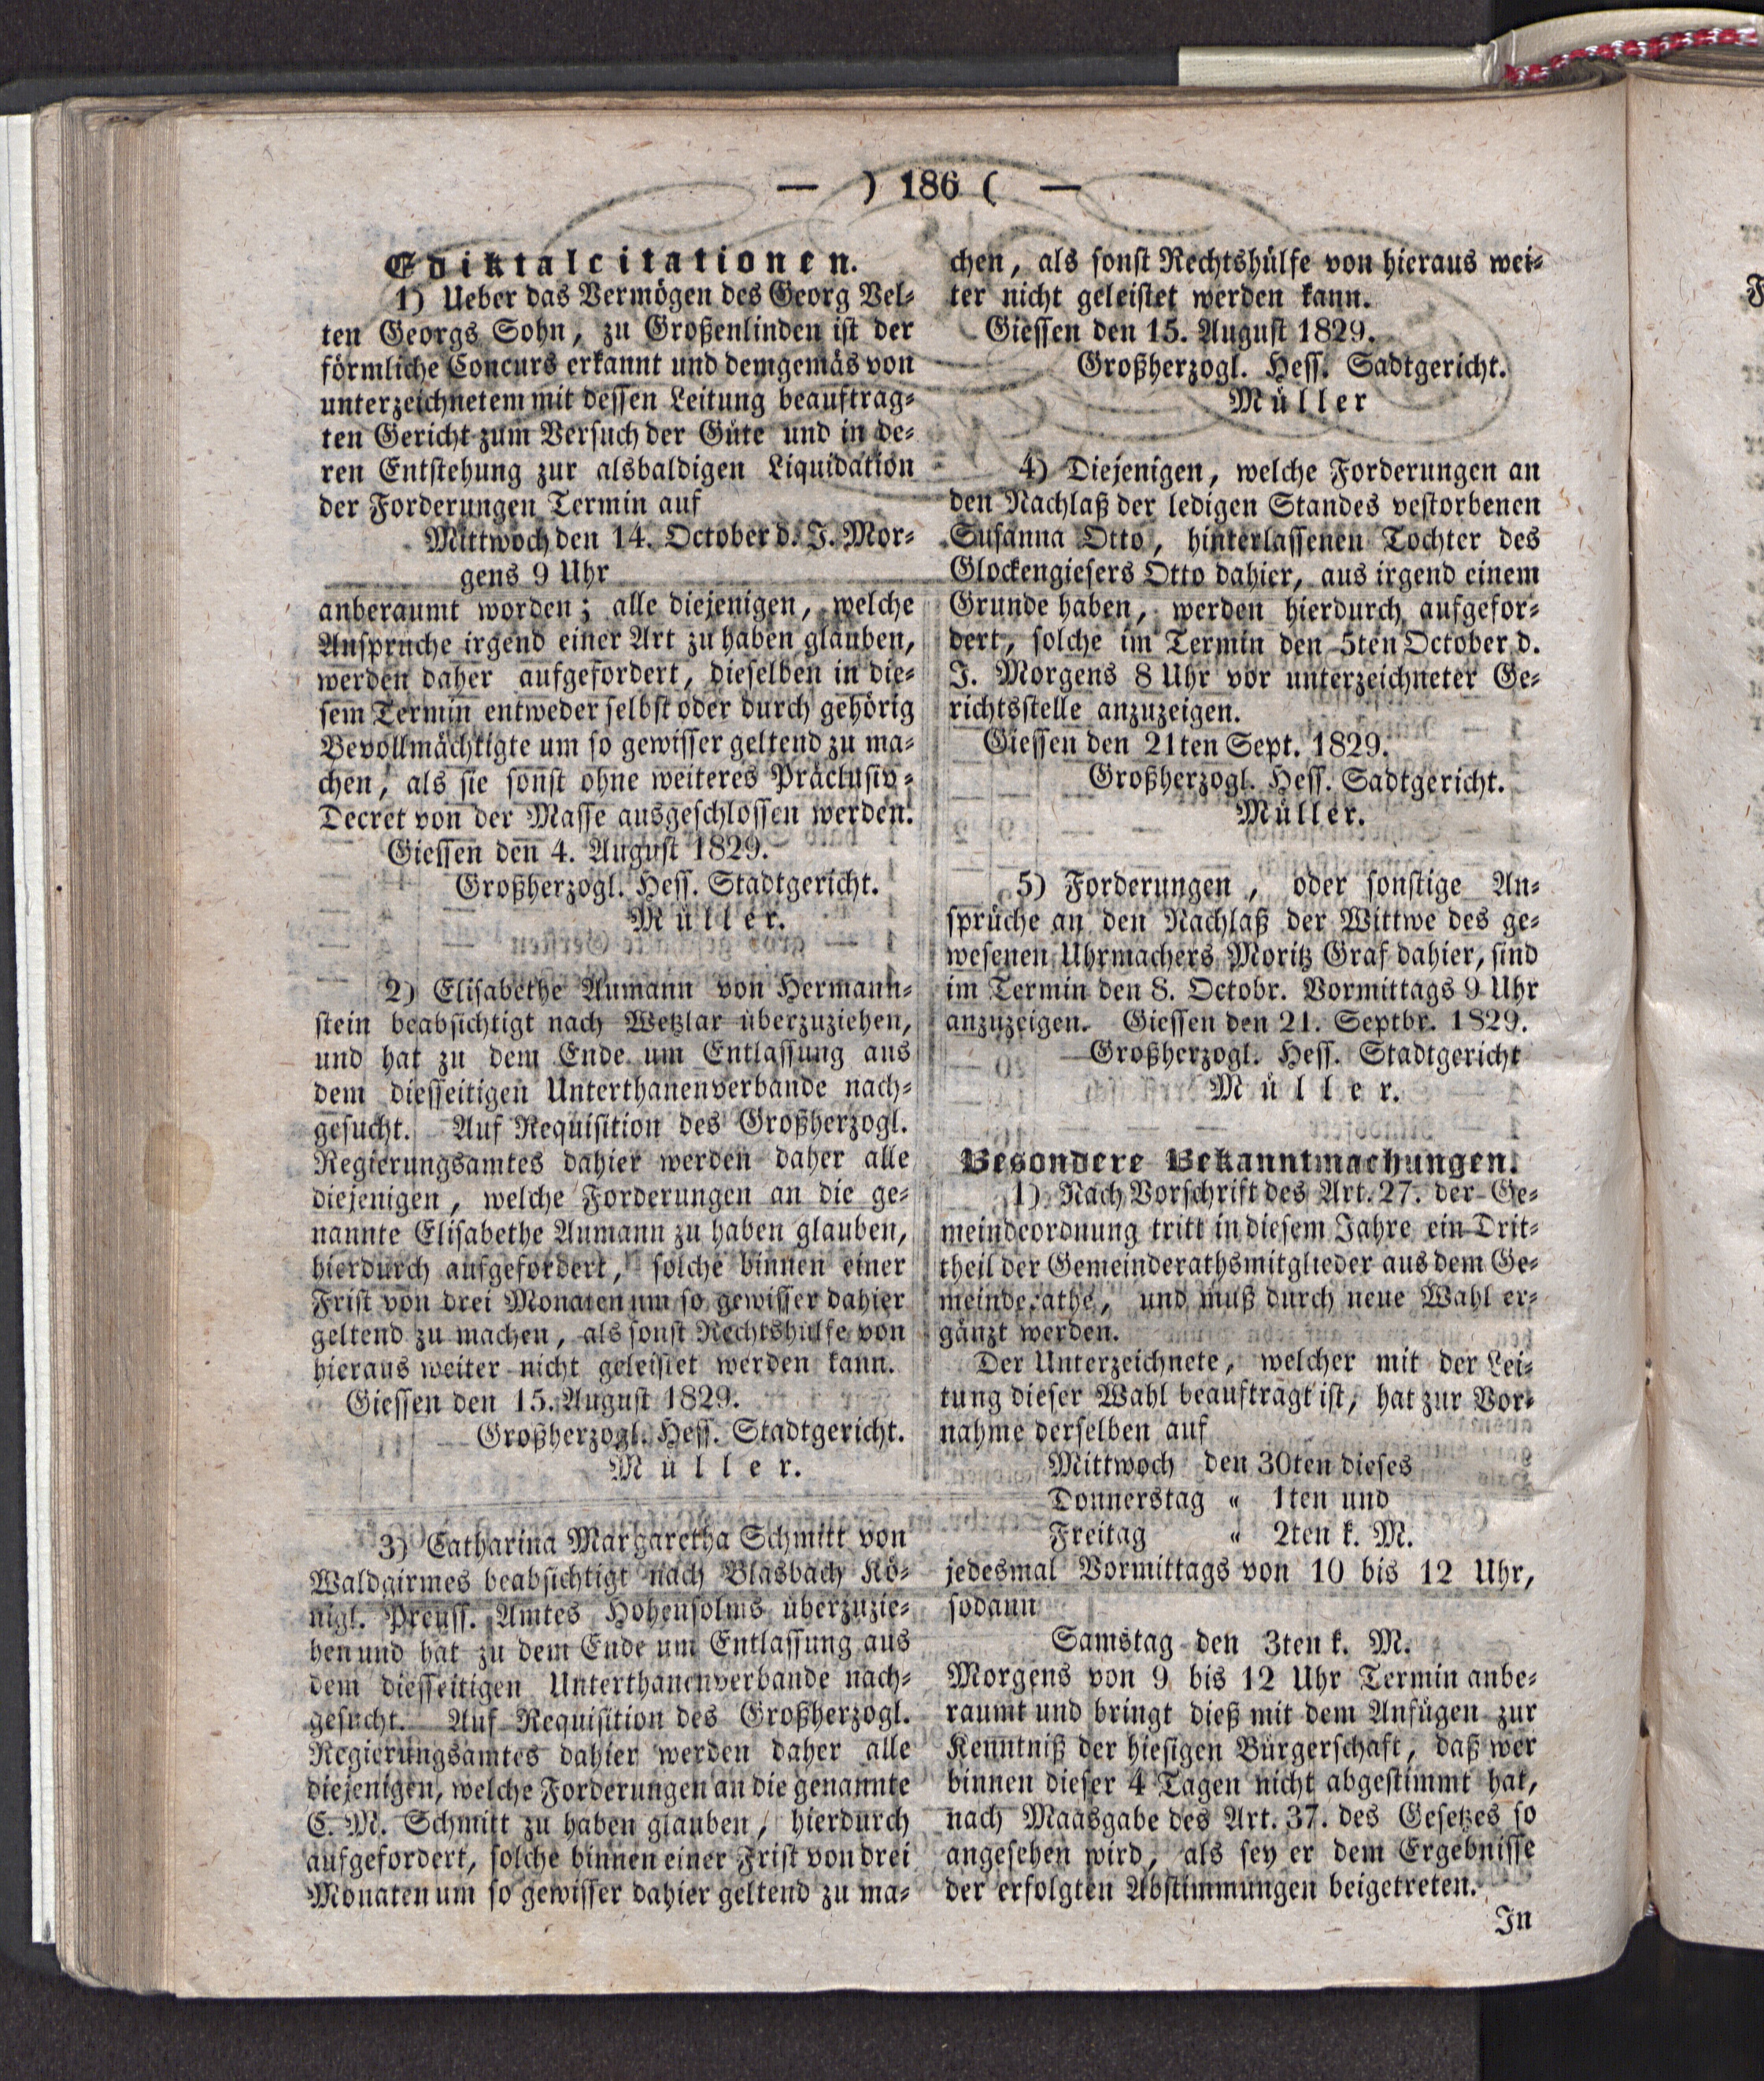 — ) 186 ( —
Ediktalcitationen.
1) Ueber das Vermögen des Georg Vel-
ten Georgs Sohn, zu Großenlinden ist der
förmliche Concurs erkannt und demgemäs von
unterzeichnetem mit dessen Leitung beauftrag-
ten Gericht zum Versuch der Güte und in de-
ren Entstehung zur alsbaldigen Liquidation
der Forderungen Termin auf
Mittwoch den 14. October d. J. Mor-
gens 9 Uhr
anberaumt worden; alle diejenigen, welche
Ansprüche irgend einer Art zu haben glauben,
werden daher aufgefordert, dieselben in die-
sem Termin entweder selbst oder durch gehörig
Bevollmächtigte um so gewisser geltend zu ma-
chen, als sie sonst ohne weiteres Präclusiv-
Decret von der Masse ausgeschlossen werden.
Giessen den 4. August 1829.
Großherzogl. Hess. Stadtgericht.
Müller.
2) Elisabethe Aumann von Hermann-
stein beabsichtigt nach Wetzlar überzuziehen,
und hat zu dem Ende um Entlassung aus
dem diesseitigen Unterthanenverbande nach-
gesucht. Auf Requisition des Großherzogl.
Regierungsamtes dahier werden daher alle
diejenigen, welche Forderungen an die ge-
nannte Elisabethe Aumann zu haben glauben,
hierdurch aufgefordert, solche binnen einer
Frist von drei Monaten um so gewisser dahier
geltend zu machen, als sonst Rechtshülfe von
hieraus weiter nicht geleistet werden kann.
Giessen den 15. August 1829.
Großherzogl. Hess. Stadtgericht.
Müller.
3) Catharina Margaretha Schmitt von
Waldgirmes beabsichtigt nach Blasbach Kö-
nigl. Preuss. Amtes Hohensolms überzuzie-
hen und hat zu dem Ende um Entlassung aus
dem diesseitigen Unterthanenverbande nach-
gesucht. Auf Requisition des Großherzogl.
Regierungsamtes dahier werden daher alle
diejenigen, welche Forderungen an die genannte
C. M. Schmitt zu haben glauben, hierdurch
aufgefordert, solche binnen einer Frist von drei
Monaten um so gewisser dahier geltend zu ma-
chen, als sonst Rechtshülfe von hieraus wei-
ter nicht geleistet werden kann.
Giessen den 15. August 1829.
Großherzogl. Hess. Sadtgericht.
Müller
4) Diejenigen, welche Forderungen an
den Nachlaß der ledigen Standes vestorbenen
Susanna Otto, hinterlassenen Tochter des
Glockengiesers Otto dahier, aus irgend einem
Grunde haben, werden hierdurch aufgefor-
dert, solche im Termin den 5ten October d.
J. Morgens 8 Uhr vor unterzeichneter Ge-
richtsstelle anzuzeigen.
Giessen den 21ten Sept. 1829.
Großherzogl. Hess. Sadtgericht.
Müller.
5) Forderungen, oder sonstige An-
sprüche an den Nachlaß der Wittwe des ge-
wesenen Uhrmachers Moritz Graf dahier, sind
im Termin den 8. Octobr. Vormittags 9 Uhr
anzuzeigen. Giessen den 21. Septbr. 1829.
Großherzogl. Hess. Stadtgericht
Müller.
Besondere Bekanntmachungen.
1) Nach Vorschrift des Art. 27. der Ge-
meindeordnung tritt in diesem Jahre ein Drit-
theil der Gemeinderathsmitglieder aus dem Ge-
meinderathe, und muß durch neue Wahl er-
gänzt werden.
Der Unterzeichnete, welcher mit der Lei-
tung dieser Wahl beauftragt ist, hat zur Vor-
nahme derselben auf
Mittwoch den 30ten dieses
Donnerstag „ 1ten und
Freitag „ 2ten k. M.
jedesmal Vormittags von 10 bis 12 Uhr,
sodann
Samstag den 3ten k. M.
Morgens von 9 bis 12 Uhr Termin anbe-
raumt und bringt dieß mit dem Anfügen zur
Kenntniß der hiesigen Bürgerschaft, daß wer
binnen dieser 4 Tagen nicht abgestimmt hat,
nach Maasgabe des Art. 37. des Gesetzes so
angesehen wird, als sey er dem Ergebnisse
der erfolgten Abstimmungen beigetreten.
In